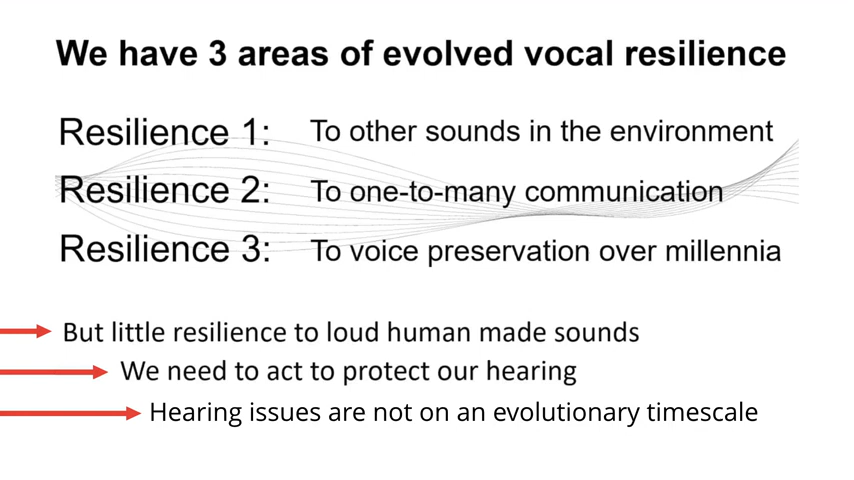 We have 3 areas of evolved vocal resilience
Resilience 1: To other sounds in the environment
Resilience 2: To one-to-many communication
Resilience 3: To voice preservation over millennia
But little resilience to loud human made sounds
We need to act to protect our hearing
Hearing issues are not on an evolutionary timescale